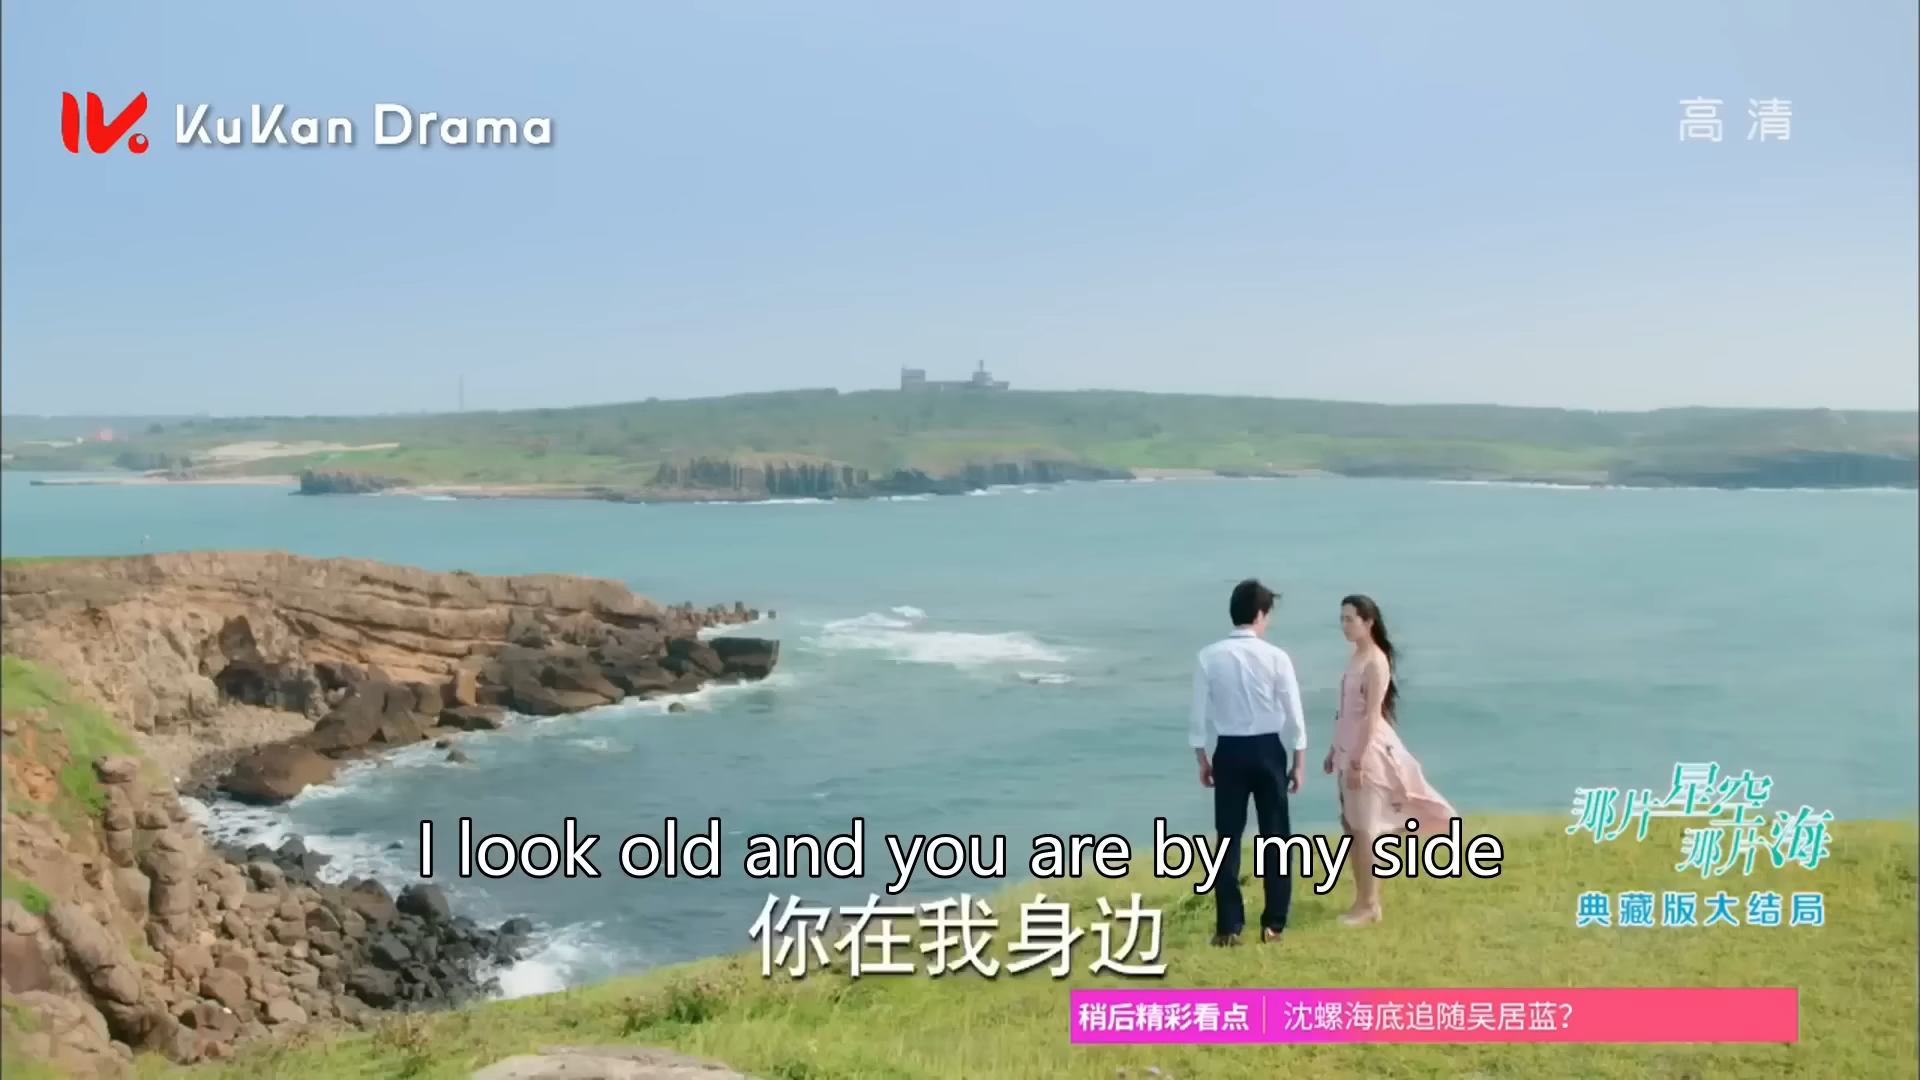 KuKan Drama
高清
I look old and you are by my side
你在我身边
那片星空
那片海
典藏版大结局
稍后精彩看点 沈螺海底追随吴居蓝?